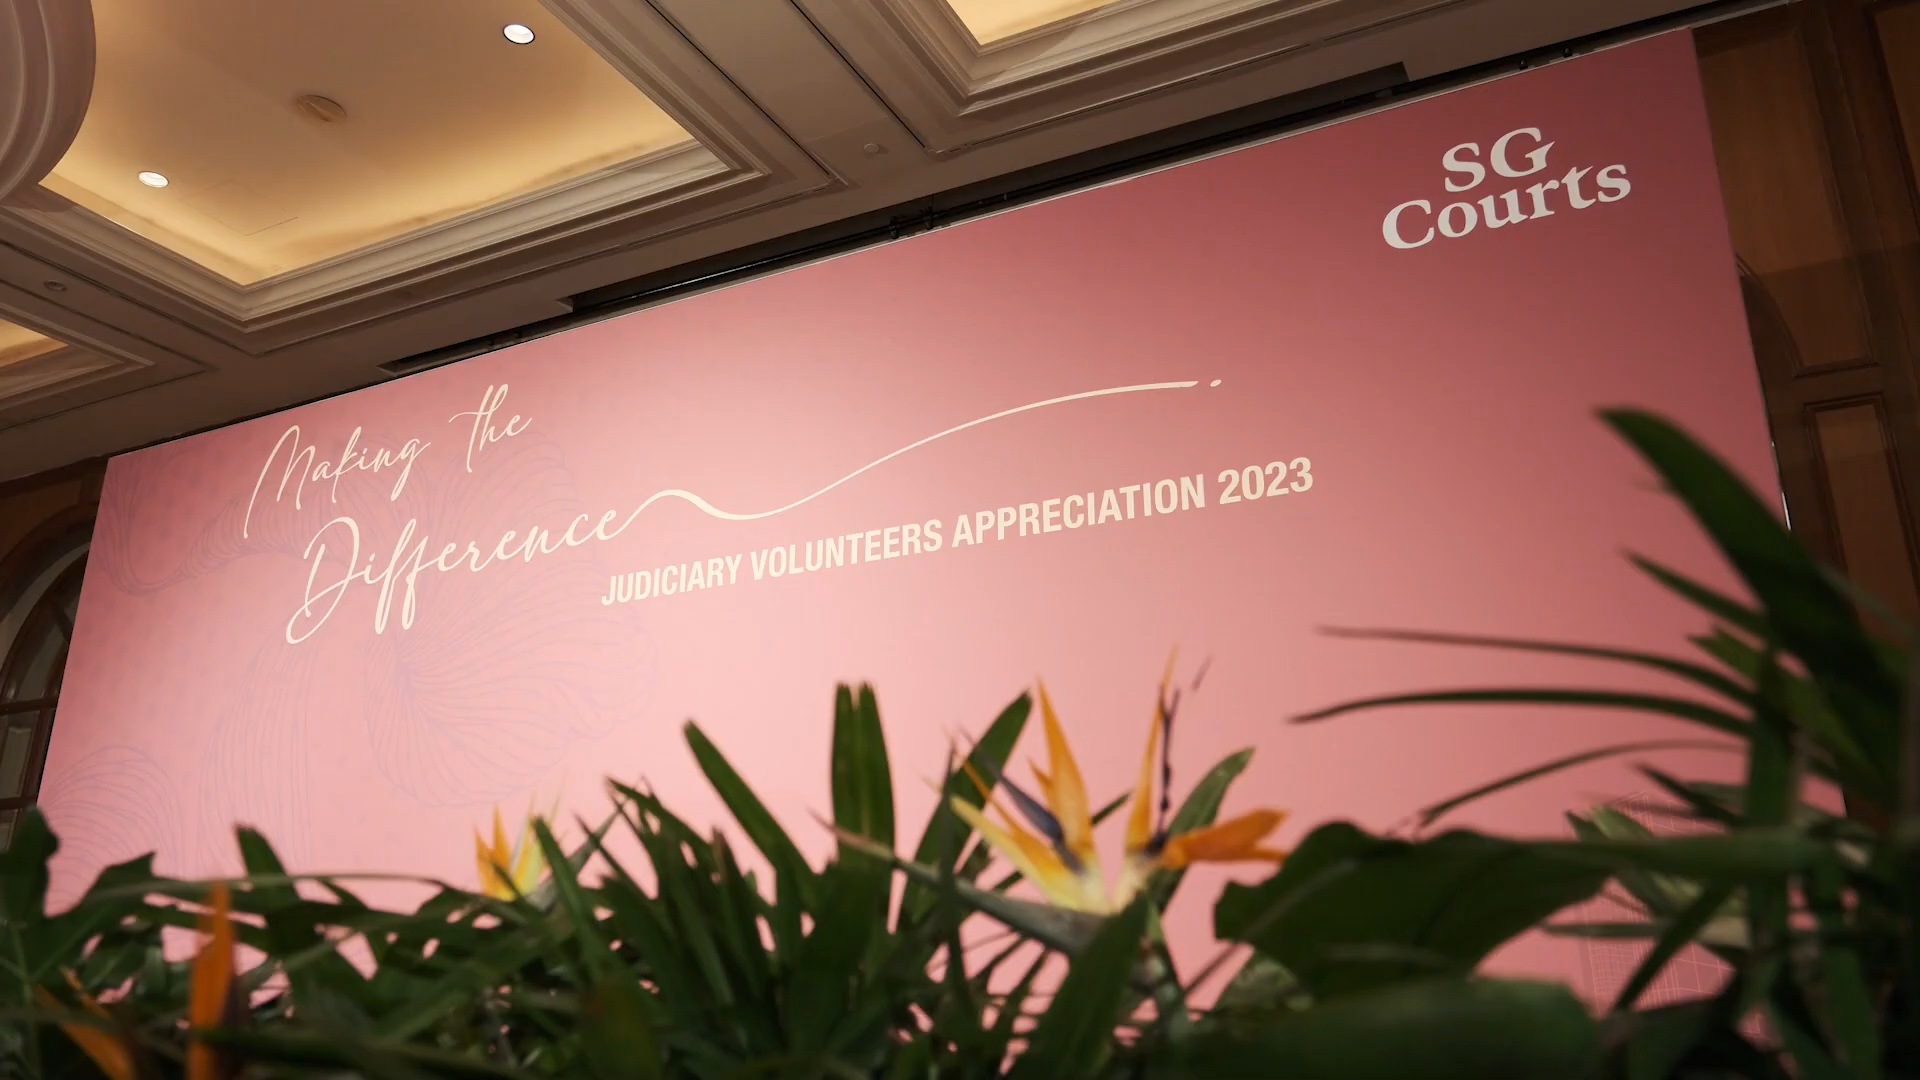 SG
Courts
Making the
Difference
JUDICIARY VOLUNTEERS APPRECIATION 2023